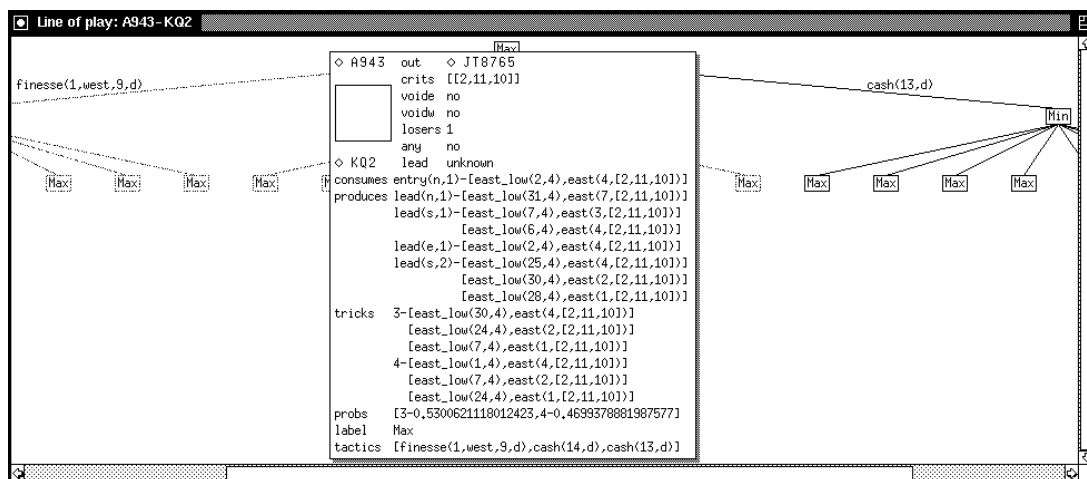 Line of play: A943-KQ2
Max
finesse(1,west,9,d)
cash(13,d)
Min
◇ A943 out ◇ JT8765
crits [[2,11,10]]
voide no
voidw no
losers 1
any no
◇ KQ2 lead unknown
Max Max Max Max Max Max Max Max Max
consumes entry(n,1)-[east_low(2,4),east(4,[2,11,10])]
produces lead(n,1)-[east_low(31,4),east(7,[2,11,10])]
lead(s,1)-[east_low(7,4),east(3,[2,11,10])]
[east_low(6,4),east(4,[2,11,10])]
lead(e,1)-[east_low(2,4),east(4,[2,11,10])]
lead(s,2)-[east_low(25,4),east(4,[2,11,10])]
[east_low(30,4),east(2,[2,11,10])]
[east_low(28,4),east(1,[2,11,10])]
tricks 3-[east_low(30,4),east(4,[2,11,10])]
[east_low(24,4),east(2,[2,11,10])]
[east_low(7,4),east(1,[2,11,10])]
4-[east_low(1,4),east(4,[2,11,10])]
[east_low(7,4),east(2,[2,11,10])]
[east_low(24,4),east(1,[2,11,10])]
probs [3-0.5300621118012423,4-0.4699378881987577]
label Max
tactics [finesse(1,west,9,d),cash(14,d),cash(13,d)]